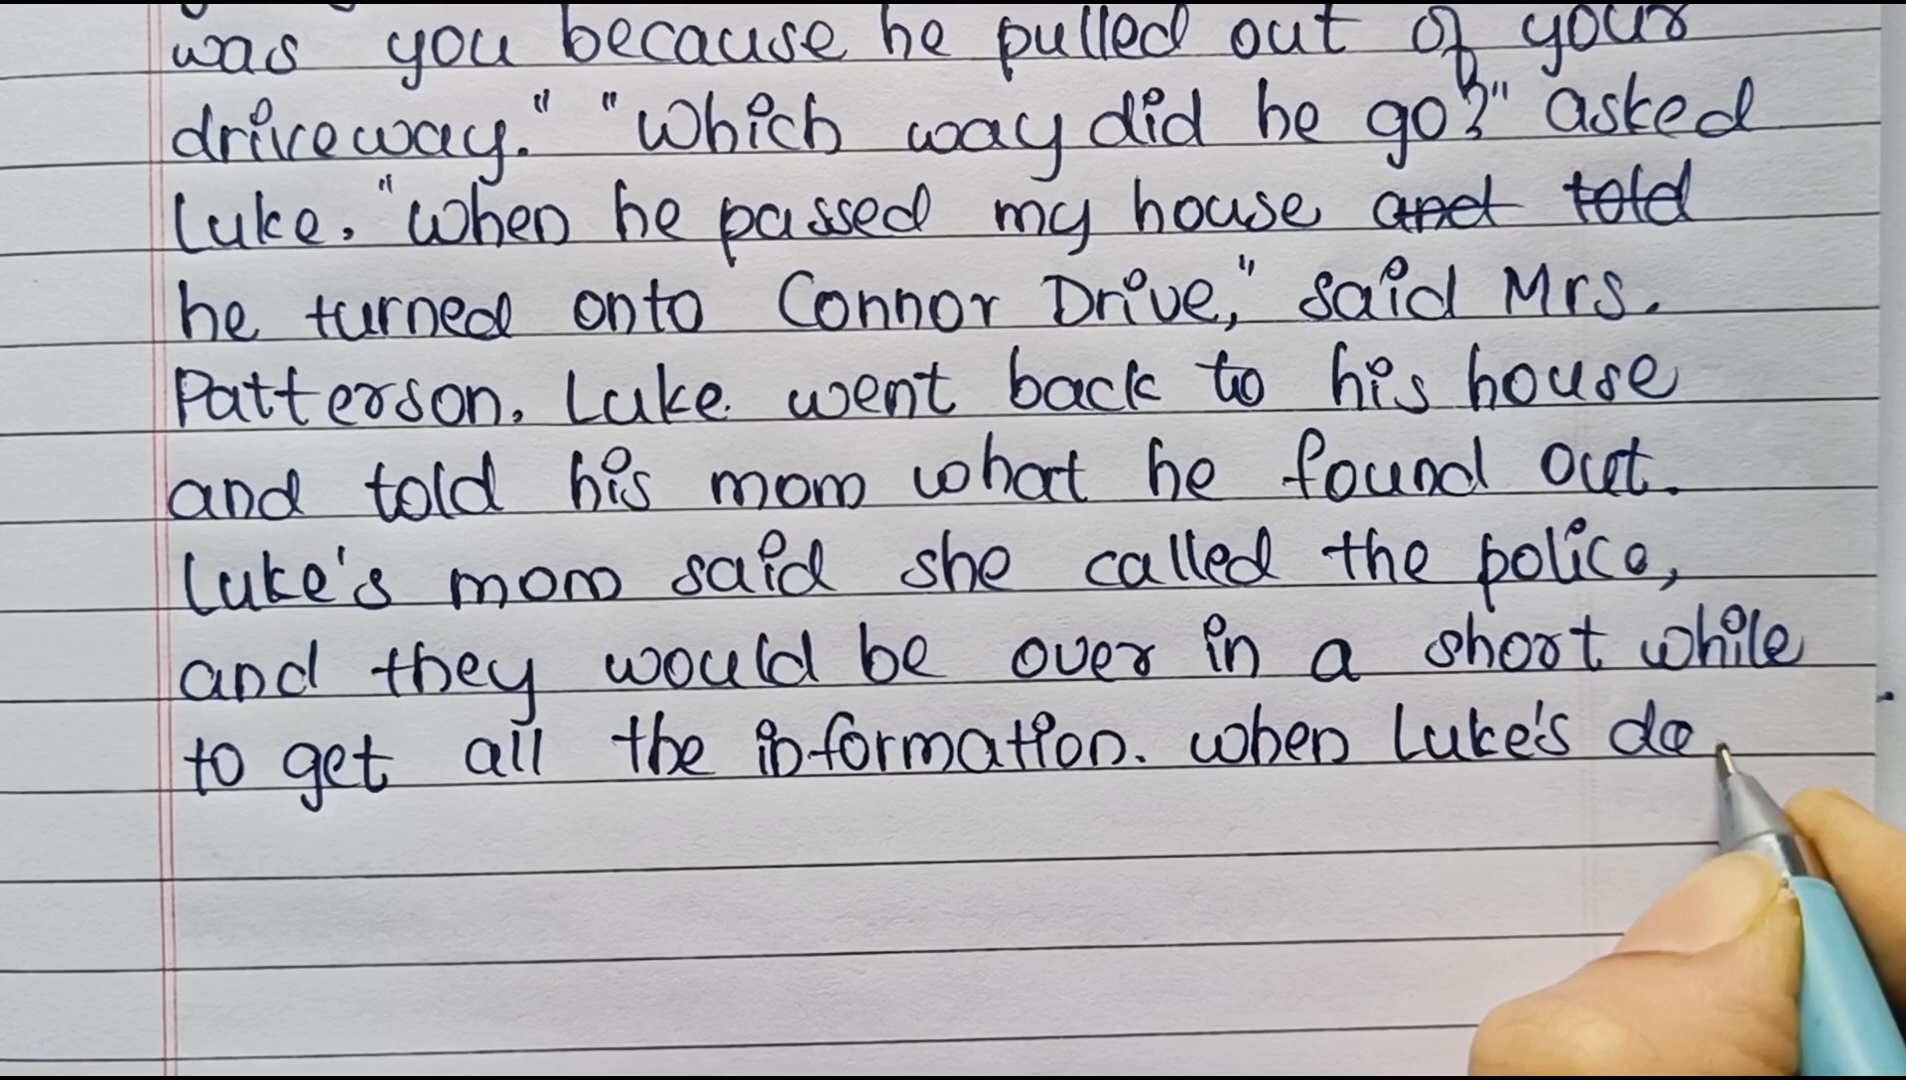 was you because he pulled out of your
driveway." "Which way did he go?" asked
Luke. "When he passed my house and told
he turned onto Connor Drive," said Mrs.
Patterson. Luke went back to his house
and told his mom what he found out.
Luke's mom said she called the police,
and they would be over in a short while
to get all the information. when Luke's da